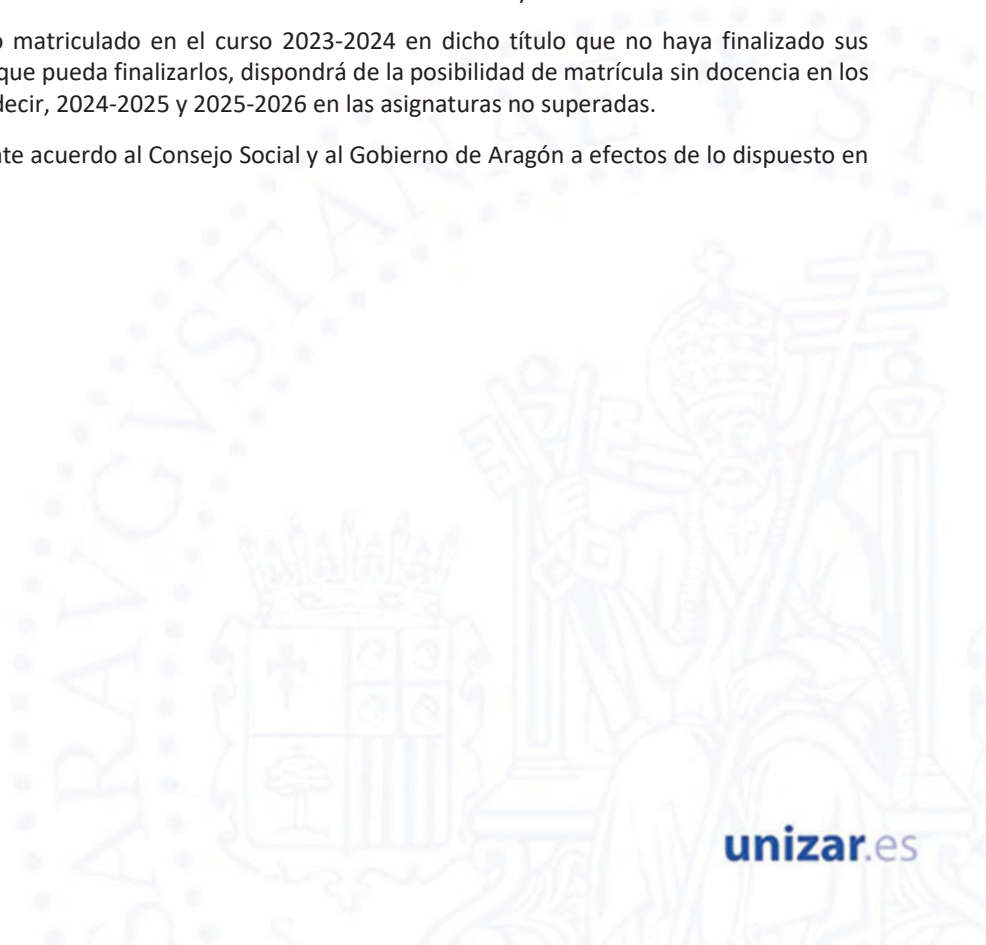 o matriculado en el curso 2023-2024 en dicho título que no haya finalizado sus
que pueda finalizarlos, dispondrá de la posibilidad de matrícula sin docencia en los
decir, 2024-2025 y 2025-2026 en las asignaturas no superadas.
nte acuerdo al Consejo Social y al Gobierno de Aragón a efectos de lo dispuesto en
unizar.es